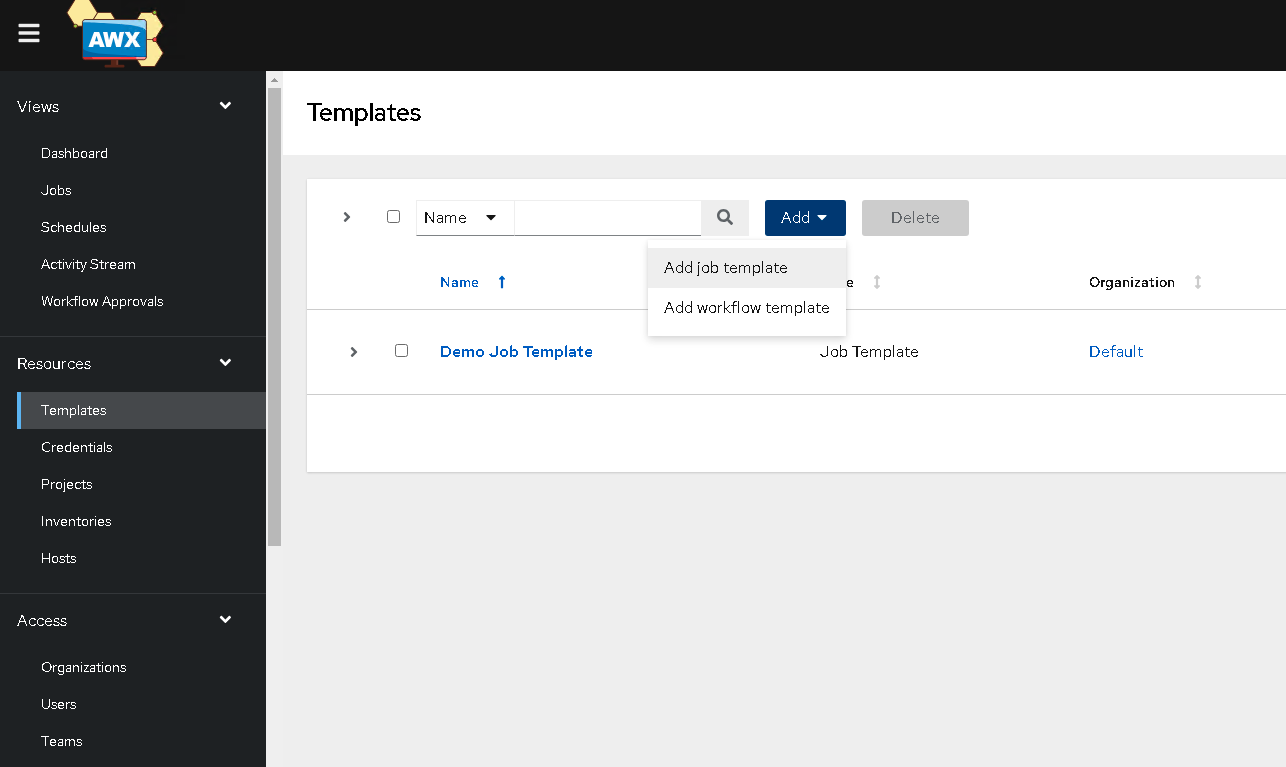 AWX
Views
Dashboard
Jobs
Schedules
Activity Stream
Workflow Approvals
Resources
Templates
Credentials
Projects
Inventories
Hosts
Access
Organizations
Users
Teams
Templates
Name Add Delete
Add job template
Add workflow template
Name Organization
Demo Job Template Job Template Default